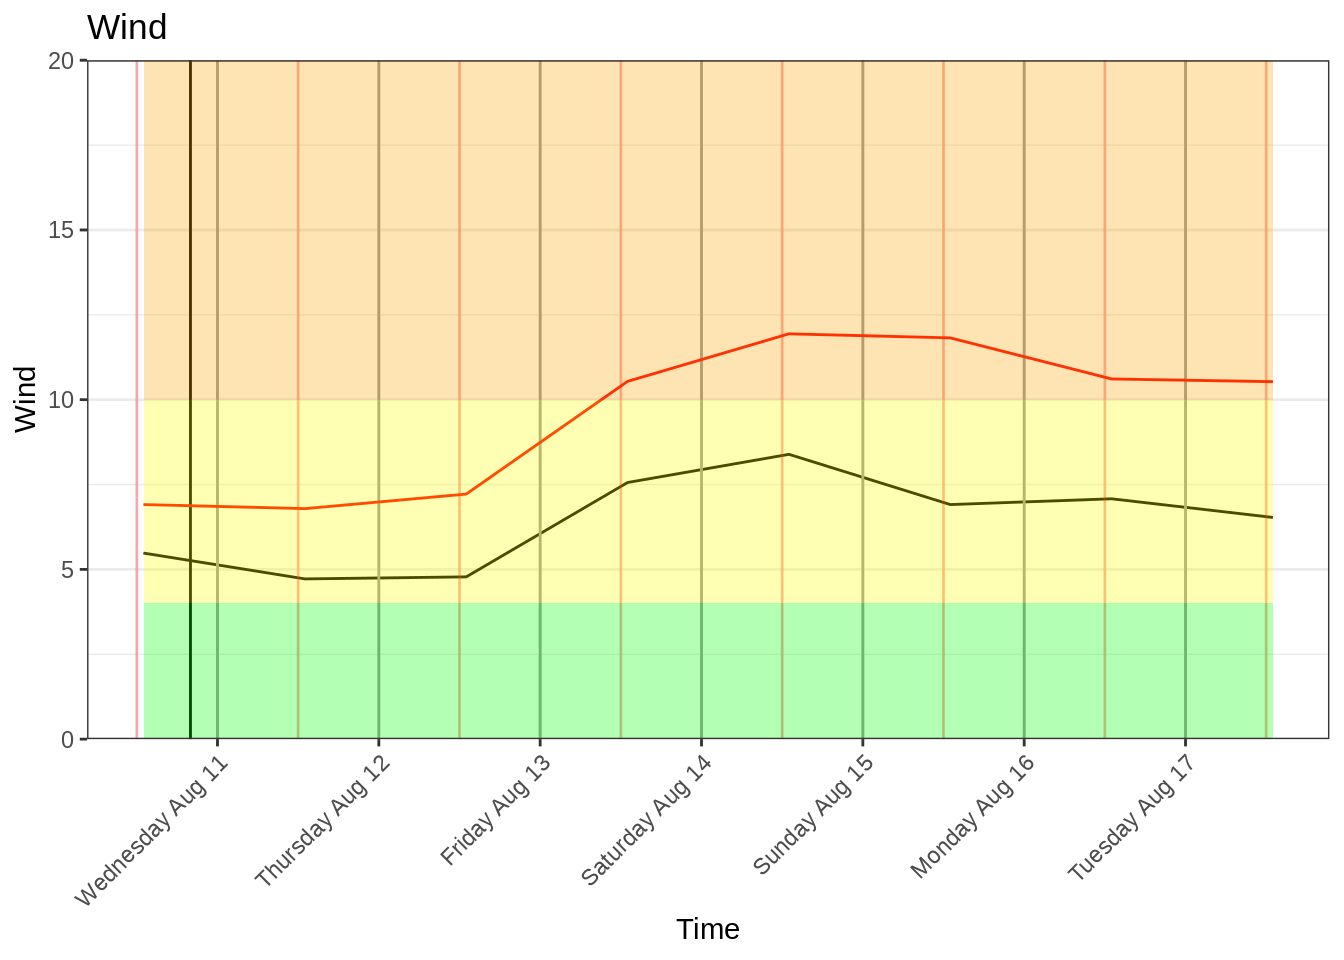 Wind
20
15
10
5
0
Wind
Wednesday Aug 11
Thursday Aug 12
Friday Aug 13
Saturday Aug 14
Sunday Aug 15
Monday Aug 16
Tuesday Aug 17
Time